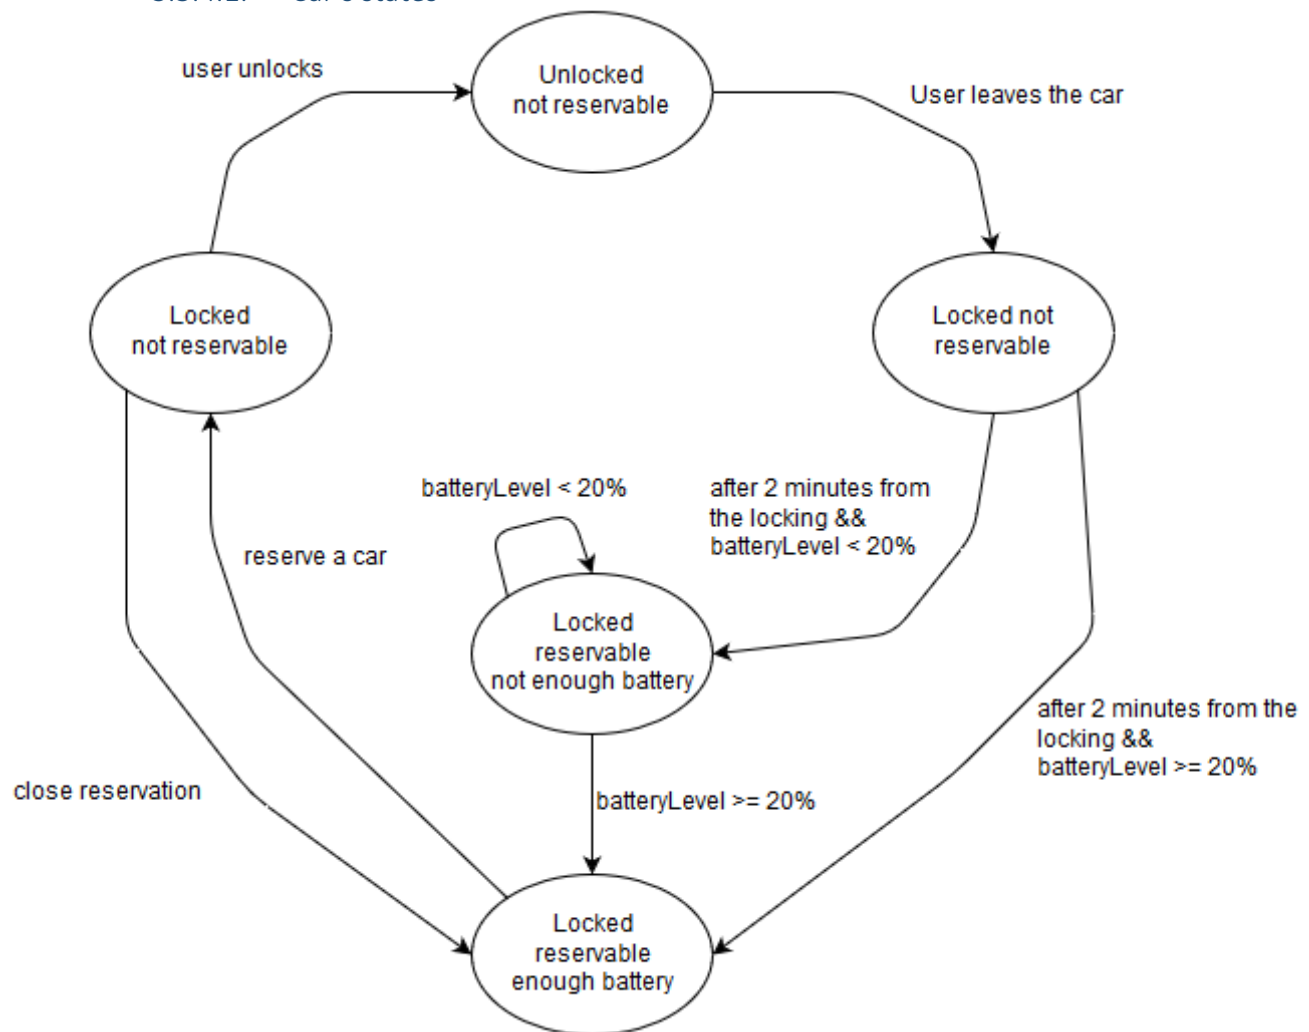 Car's states
user unlocks
Unlocked
not reservable
User leaves the car
Locked
not reservable
Locked not
reservable
batteryLevel < 20%
after 2 minutes from
the locking &&
batteryLevel < 20%
reserve a car
Locked
reservable
not enough battery
after 2 minutes from the
locking &&
batteryLevel >= 20%
close reservation
batteryLevel >= 20%
Locked
reservable
enough battery